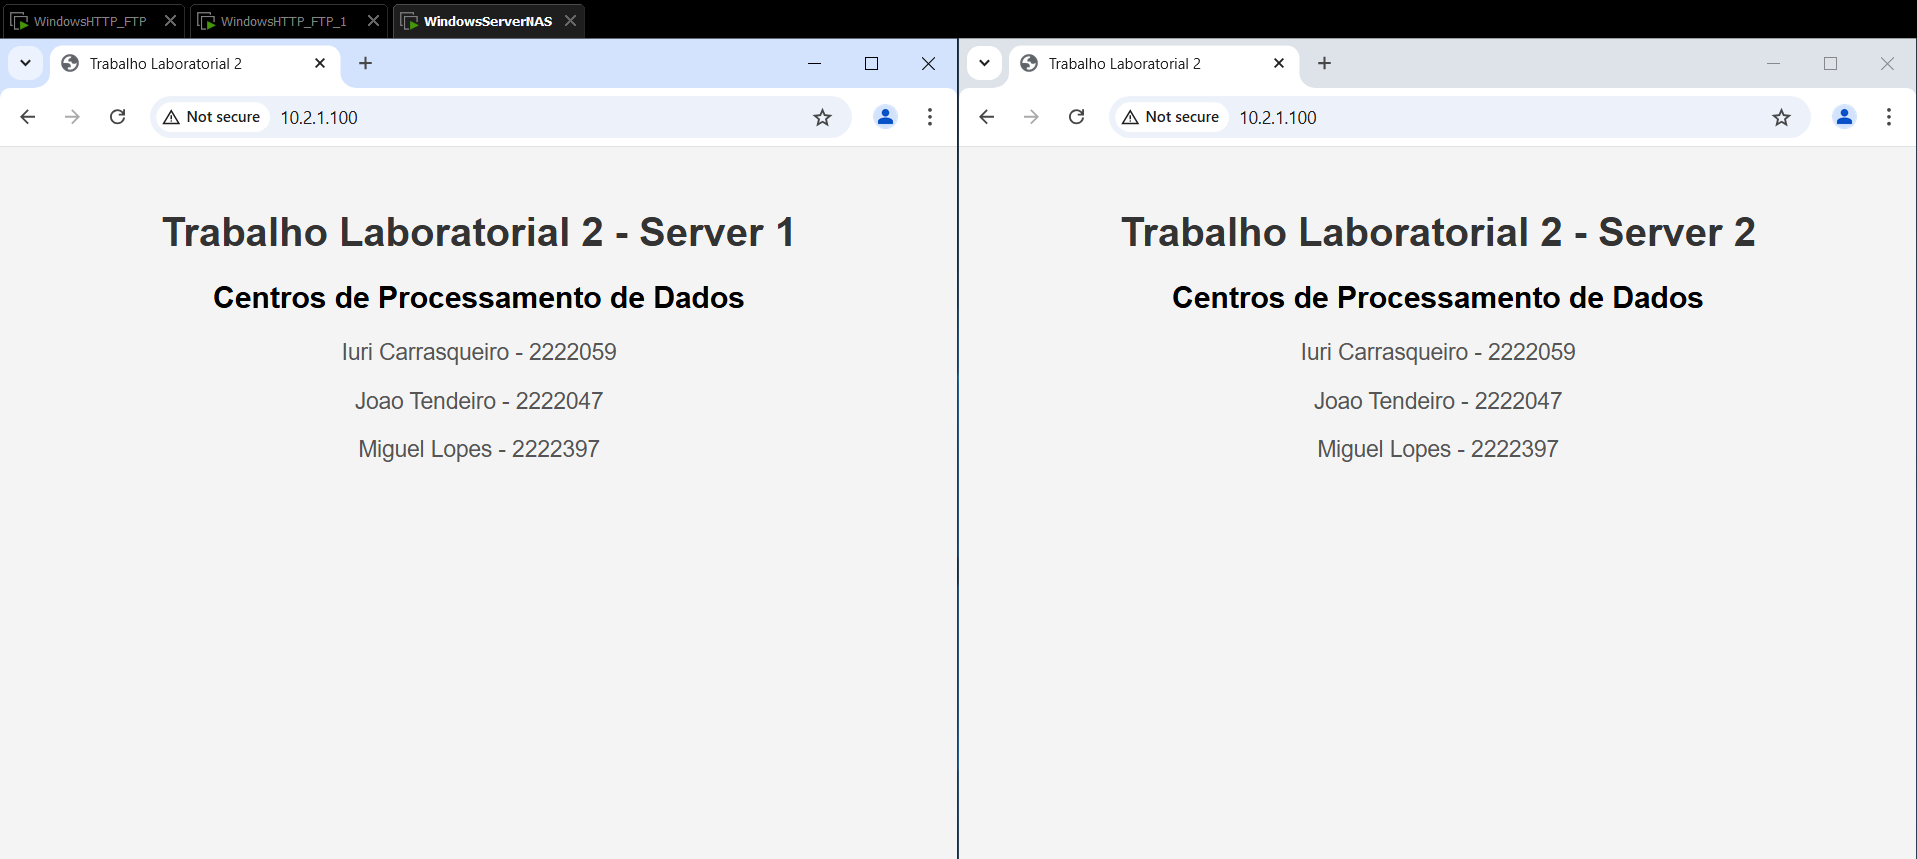 WindowsHTTP_FTP
WindowsHTTP_FTP_1
WindowsServerNAS
Trabalho Laboratorial 2
Not secure
10.2.1.100
Trabalho Laboratorial 2 - Server 1
Centros de Processamento de Dados
Iuri Carrasqueiro - 2222059
Joao Tendeiro - 2222047
Miguel Lopes - 2222397
Trabalho Laboratorial 2
Not secure
10.2.1.100
Trabalho Laboratorial 2 - Server 2
Centros de Processamento de Dados
Iuri Carrasqueiro - 2222059
Joao Tendeiro - 2222047
Miguel Lopes - 2222397